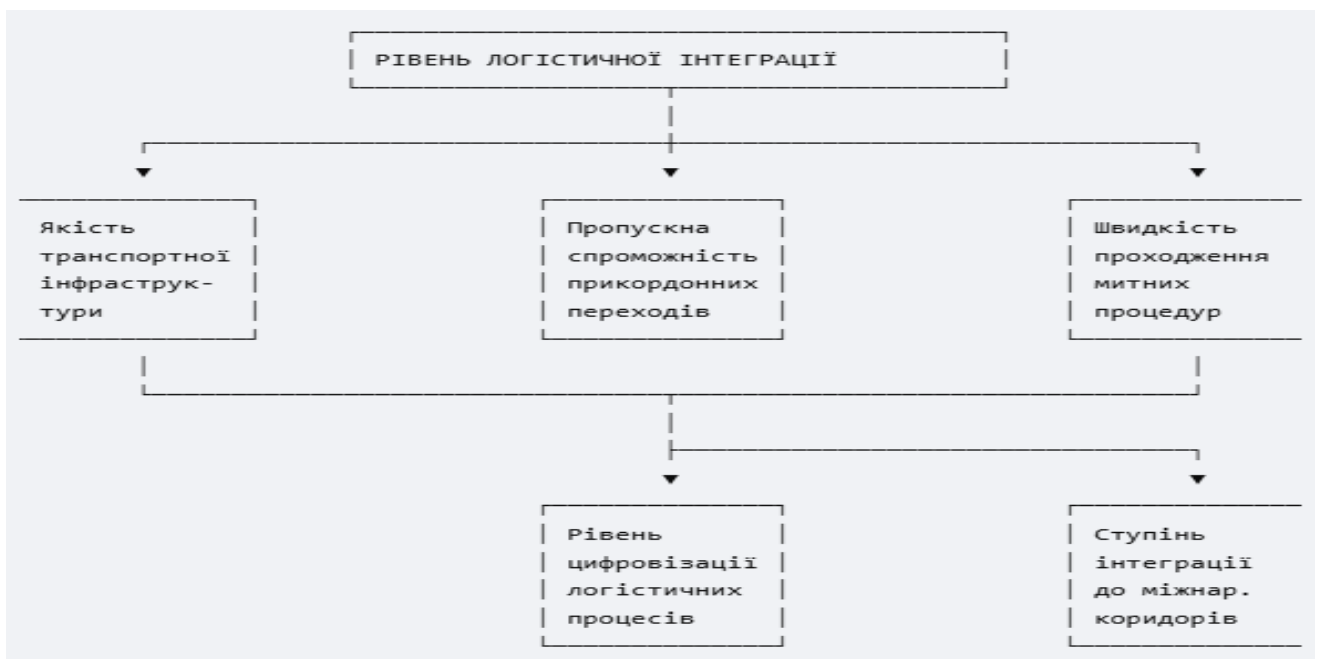 РІВЕНЬ ЛОГІСТИЧНОЇ ІНТЕГРАЦІЇ
Якість
транспортної
інфраструк-
тури
Пропускна
спроможність
прикордонних
переходів
Швидкість
проходження
митних
процедур
Рівень
цифровізації
логістичних
процесів
Ступінь
інтеграції
до міжнар.
коридорів